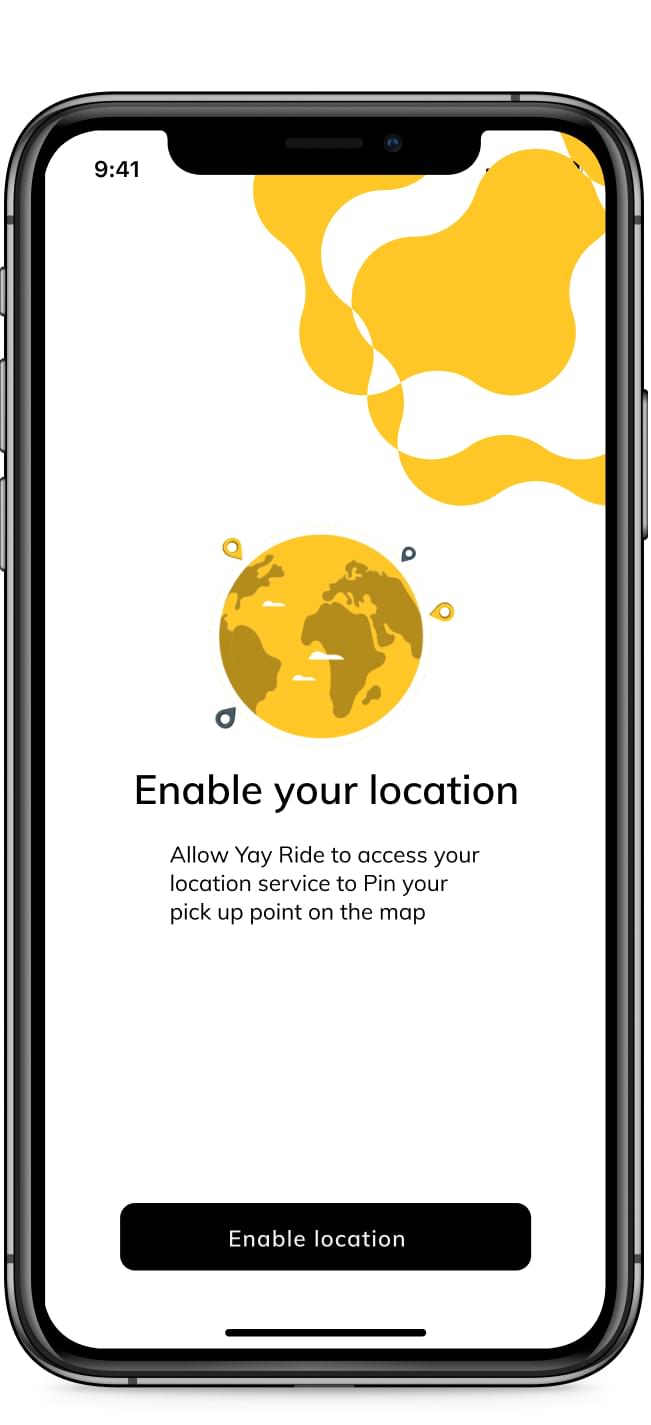 9:41
Enable your location
Allow Yay Ride to access your
location service to Pin your
pick up point on the map
Enable location